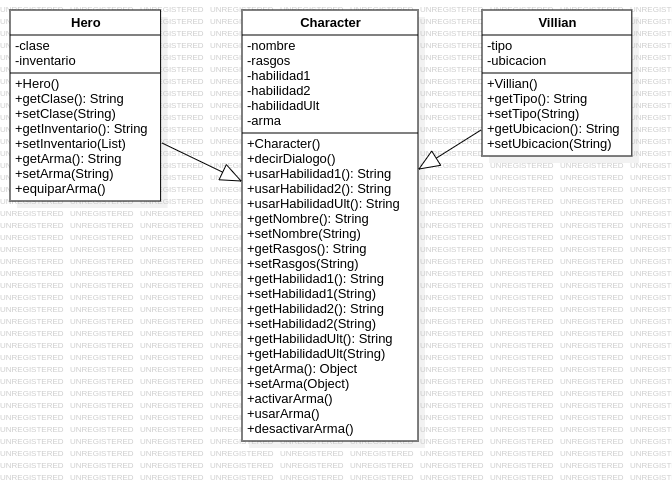 Hero
-clase
-inventario
+Hero()
+getClase(): String
+setClase(String)
+getInventario(): String
+setInventario(List)
+getArma(): String
+setArma(String)
+equiparArma()
Character
-nombre
-rasgos
-habilidad1
-habilidad2
-habilidadUlt
-arma
+Character()
+decirDialogo()
+usarHabilidad1(): String
+usarHabilidad2(): String
+usarHabilidadUlt(): String
+getNombre(): String
+setNombre(String)
+getRasgos(): String
+setRasgos(String)
+getHabilidad1(): String
+setHabilidad1(String)
+getHabilidad2(): String
+setHabilidad2(String)
+getHabilidadUlt(): String
+getHabilidadUlt(String)
+getArma(): Object
+setArma(Object)
+activarArma()
+usarArma()
+desactivarArma()
Villian
-tipo
-ubicacion
+Villian()
+getTipo(): String
+setTipo(String)
+getUbicacion(): String
+setUbicacion(String)
UNREGISTERED